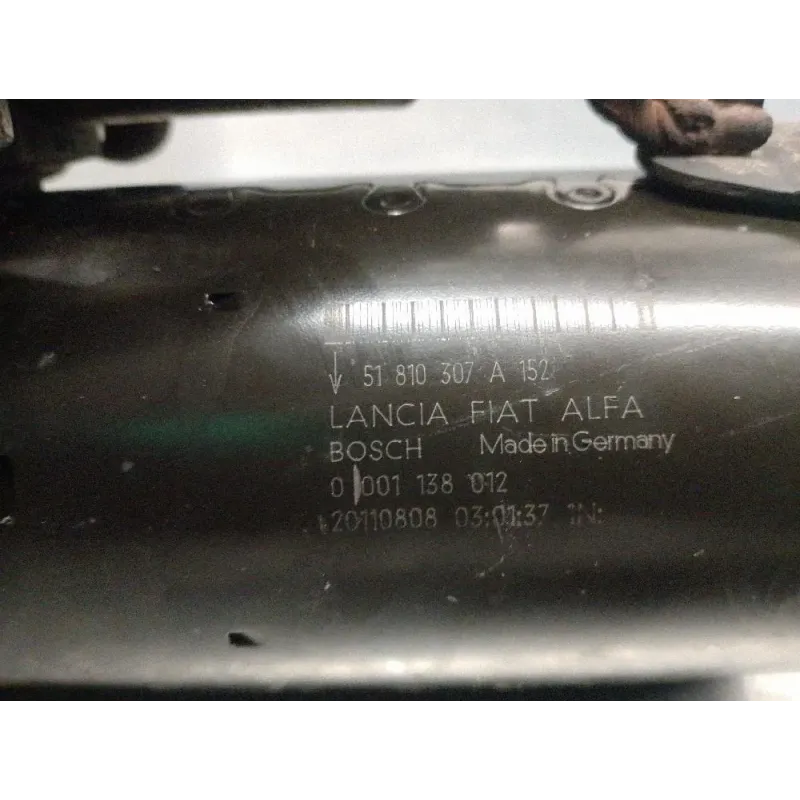 51 810 307 A 152
LANCIA FIAT ALFA
BOSCH Made in Germany
0 001 138 012
20110808 03:01:37 1N: